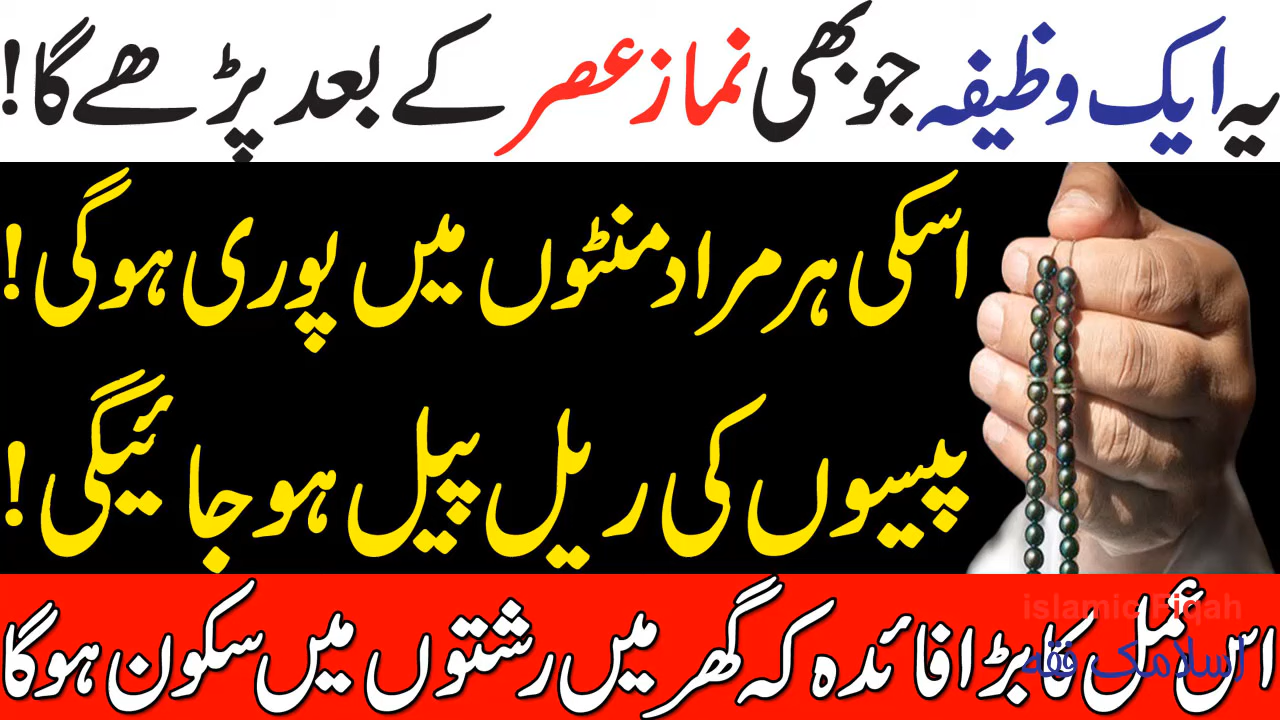 یہ ایک وظیفہ جو بھی نماز عصر کے بعد پڑھے گا!
اسکی ہر مراد منٹوں میں پوری ہوگی!
پیسوں کی ریل پیل ہو جائیگی!
islamic Fiqah
اس عمل کا بڑا فائدہ کہ گھر میں رشتوں میں سکون ہوگا
اسلامک فقہ